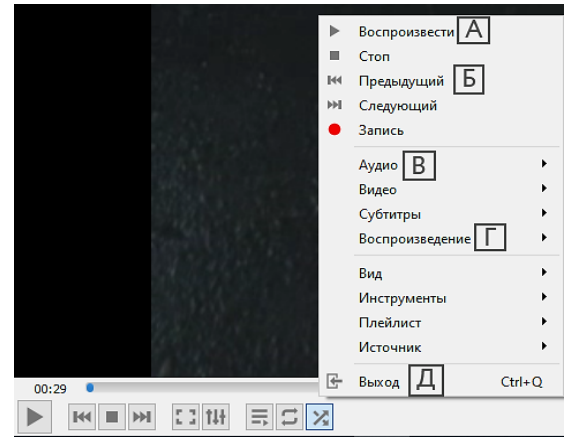 Воспроизвести А
Стоп
Предыдущий Б
Следующий
Запись
Аудио В
Видео
Субтитры
Воспроизведение Г
Вид
Инструменты
Плейлист
Источник
Выход Д Ctrl+Q
00:29